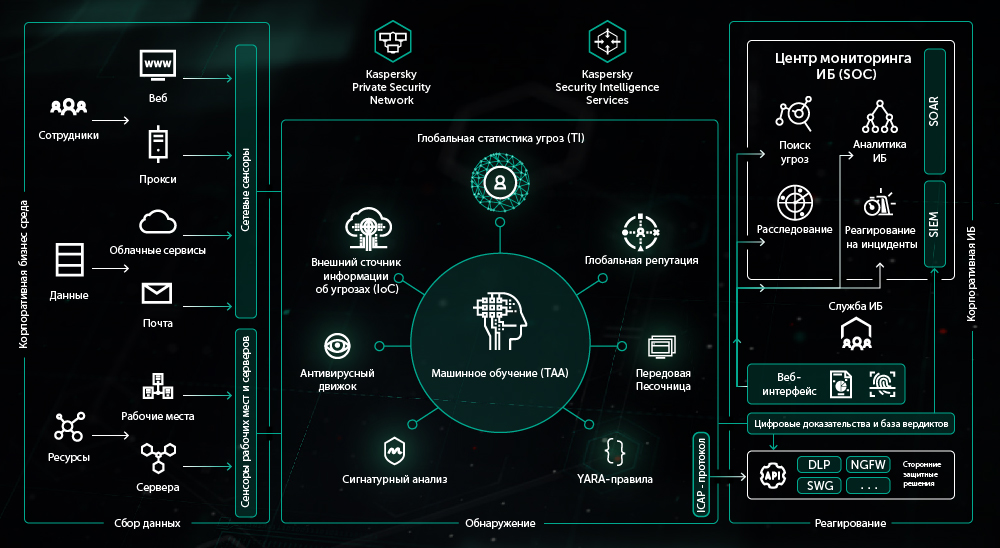 Корпоративная бизнес среда
Сотрудники
Данные
Ресурсы
www
Веб
Прокси
Облачные сервисы
Почта
Рабочие места
Сервера
Сетевые сенсоры
Сенсоры рабочих мест и серверов
Сбор данных
Kaspersky
Private Security
Network
Kaspersky
Security Intelligence
Services
Глобальная статистика угроз (TI)
Внешний сточник
информации
об угрозах (IoC)
Глобальная репутация
Антивирусный
движок
Машинное обучение (TAA)
Передовая
Песочница
Сигнатурный анализ
{ }
YARA-правила
Обнаружение
ICAP - протокол
Центр мониторинга
ИБ (SOC)
SOAR
Поиск
угроз
Аналитика
ИБ
SIEM
Расследование
Реагирование
на инциденты
Служба ИБ
Веб-
интерфейс
Цифровые доказательства и база вердиктов
API
DLP
NGFW
SWG
...
Сторонние
защитные
решения
Реагирование
Корпоративная ИБ